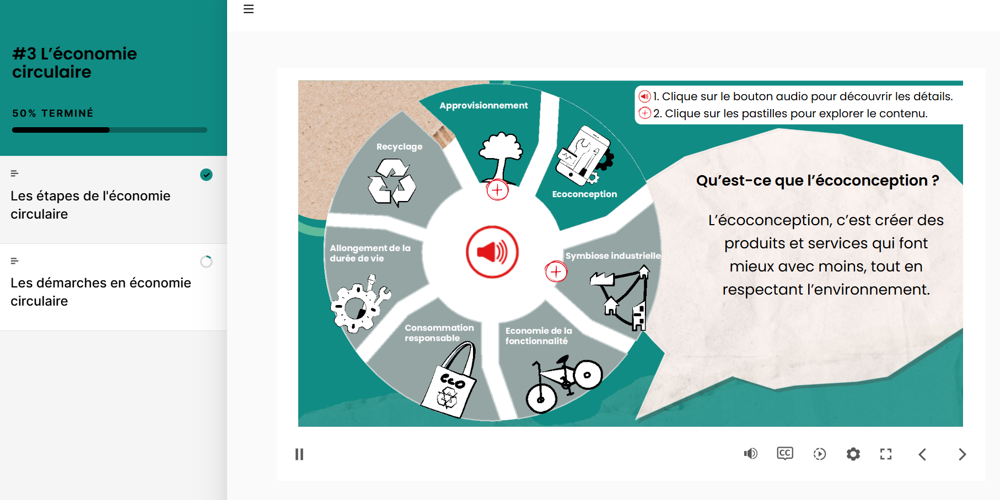 #3 L’économie
circulaire
50% TERMINÉ
Les étapes de l'économie
circulaire
Les démarches en économie
circulaire
1. Clique sur le bouton audio pour découvrir les détails.
2. Clique sur les pastilles pour explorer le contenu.
Approvisionnement
Recyclage
Ecoconception
Allongement de la
durée de vie
Symbiose industrielle
Consommation
responsable
Economie de la
fonctionnalité
eco
Qu’est-ce que l’écoconception ?
L’écoconception, c’est créer des
produits et services qui font
mieux avec moins, tout en
respectant l’environnement.
CC